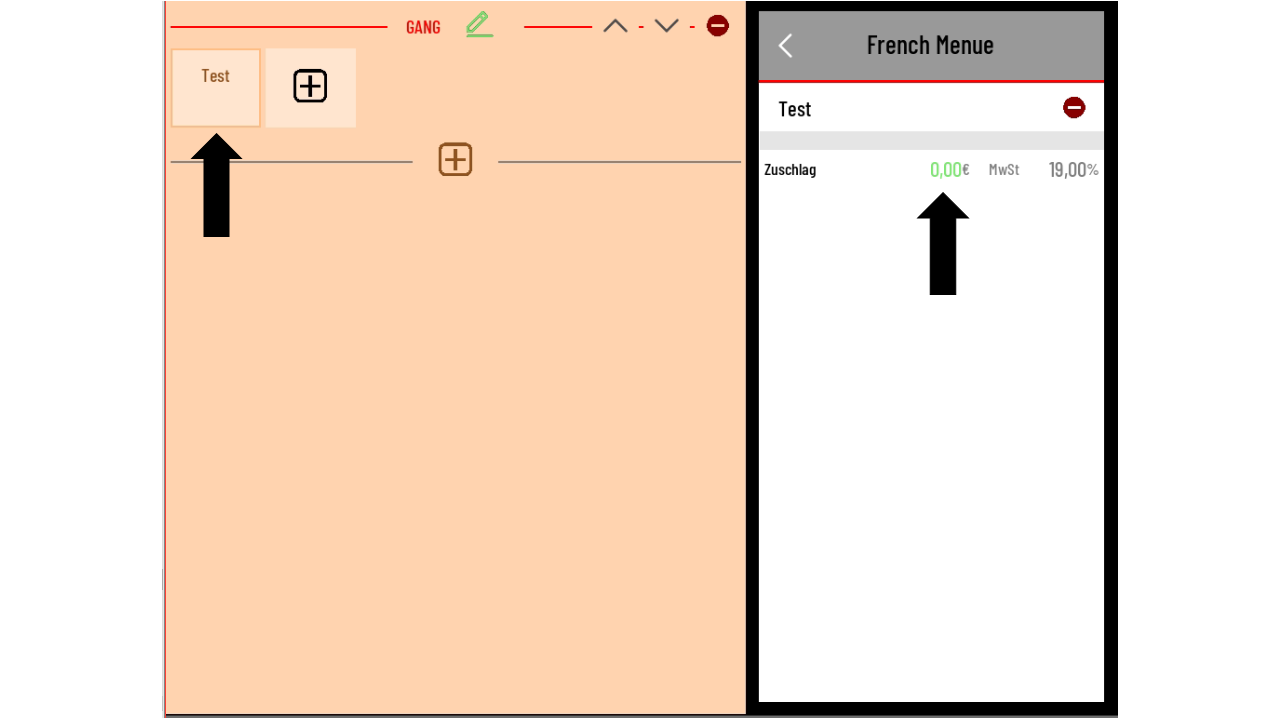 GANG
Test
French Menue
Test
Zuschlag 0,00€ MwSt 19,00%